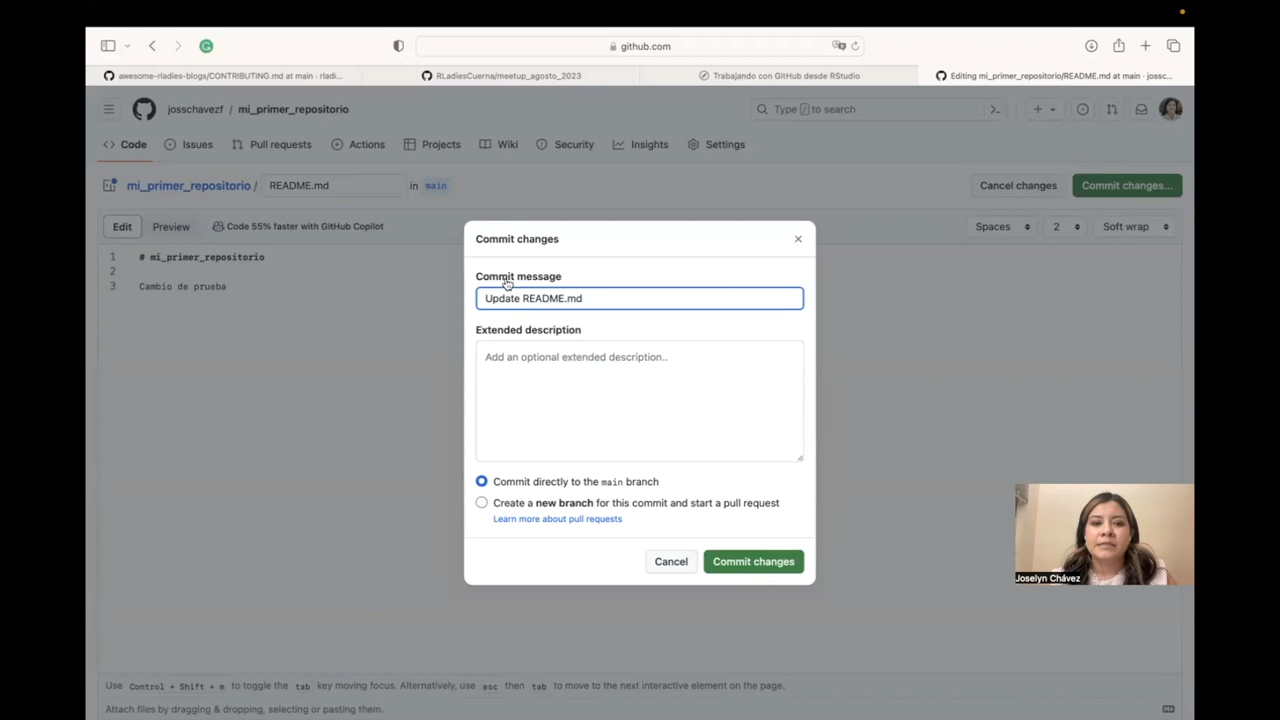 github.com
awesome-rladies-blogs/CONTRIBUTING.md at main · rladi...
RLadiesCuerna/meetup_agosto_2023
Trabajando con GitHub desde RStudio
Editing mi_primer_repositorio/README.md at main · jossc...
josschavezf / mi_primer_repositorio
Type / to search
Code
Issues
Pull requests
Actions
Projects
Wiki
Security
Insights
Settings
mi_primer_repositorio / README.md in main
Cancel changes
Commit changes...
Edit
Preview
Code 55% faster with GitHub Copilot
Spaces
2
Soft wrap
1 # mi_primer_repositorio
2
3 Cambio de prueba
Commit changes
Commit message
Update README.md
Extended description
Add an optional extended description..
Commit directly to the main branch
Create a new branch for this commit and start a pull request
Learn more about pull requests
Cancel
Commit changes
Joselyn Chávez
Use Control + Shift + m to toggle the tab key moving focus. Alternatively, use esc then tab to move to the next interactive element on the page.
Attach files by dragging & dropping, selecting or pasting them.